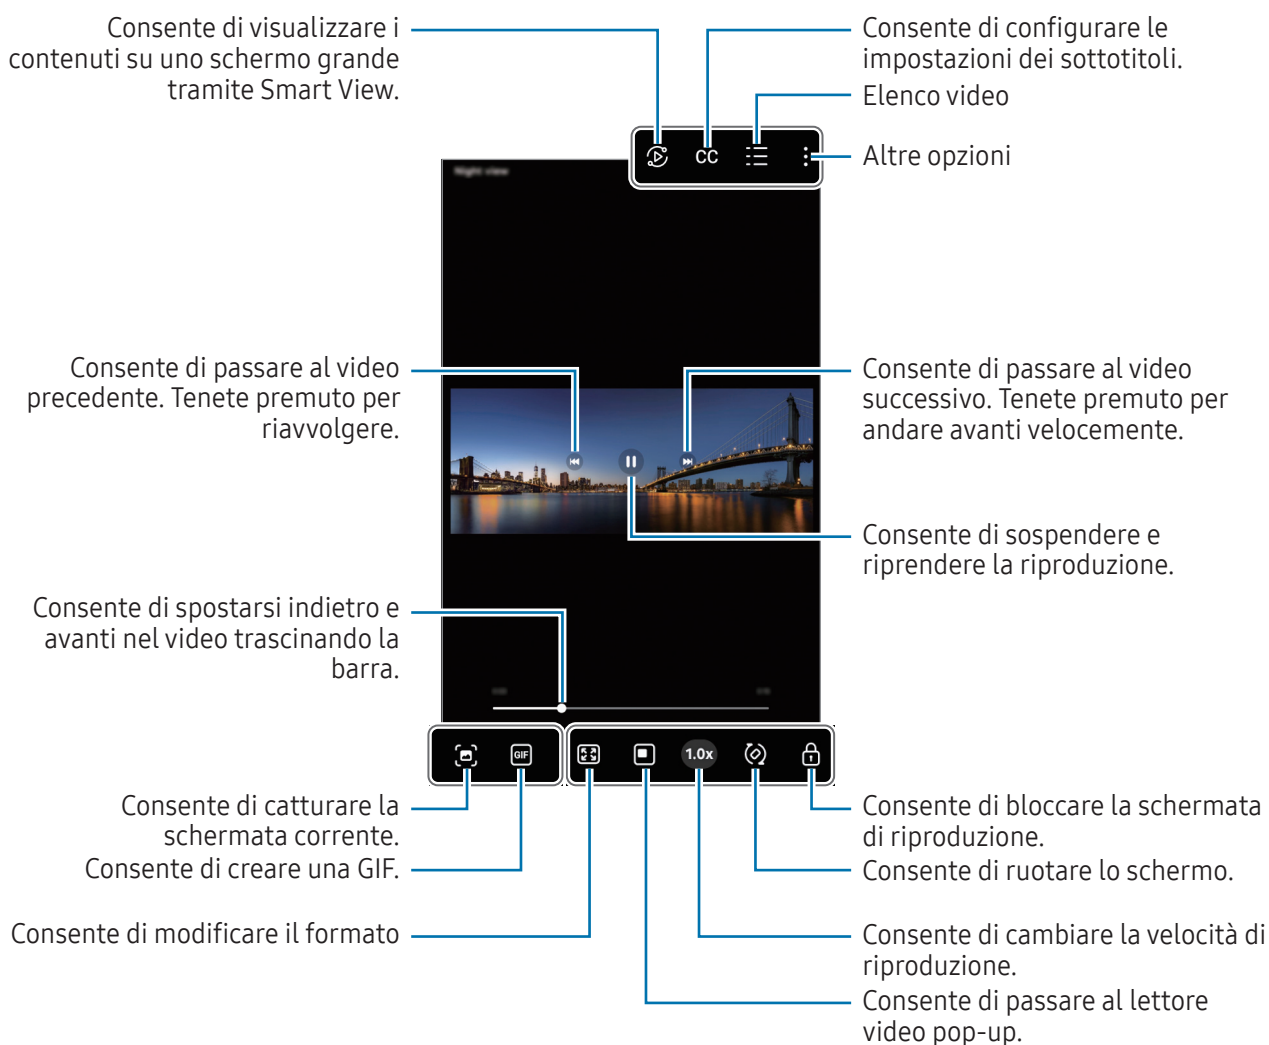 Consente di visualizzare i
contenuti su uno schermo grande
tramite Smart View.
Consente di configurare le
impostazioni dei sottotitoli.
Elenco video
Altre opzioni
CC
Night view
Consente di passare al video
precedente. Tenete premuto per
riavvolgere.
Consente di passare al video
successivo. Tenete premuto per
andare avanti velocemente.
Consente di sospendere e
riprendere la riproduzione.
Consente di spostarsi indietro e
avanti nel video trascinando la
barra.
GIF
1.0x
Consente di catturare la
schermata corrente.
Consente di creare una GIF.
Consente di modificare il formato
Consente di bloccare la schermata
di riproduzione.
Consente di ruotare lo schermo.
Consente di cambiare la velocità di
riproduzione.
Consente di passare al lettore
video pop-up.